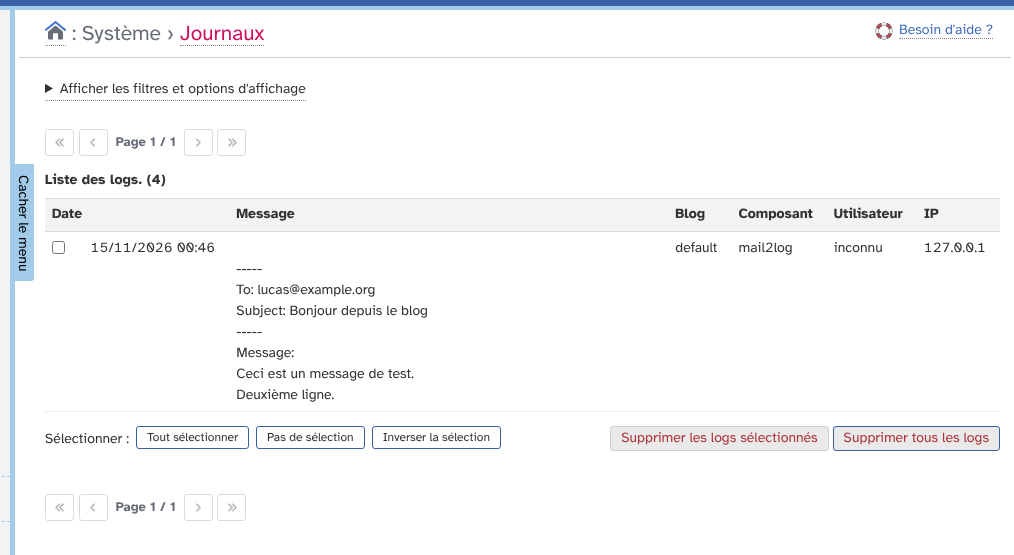 : Système › Journaux
Besoin d'aide ?
Afficher les filtres et options d'affichage
« ‹ Page 1 / 1 › »
Cacher le menu
Liste des logs. (4)
Date Message Blog Composant Utilisateur IP
15/11/2026 00:46 default mail2log inconnu 127.0.0.1
-----
To: lucas@example.org
Subject: Bonjour depuis le blog
-----
Message:
Ceci est un message de test.
Deuxième ligne.
Sélectionner : Tout sélectionner Pas de sélection Inverser la sélection Supprimer les logs sélectionnés Supprimer tous les logs
« ‹ Page 1 / 1 › »